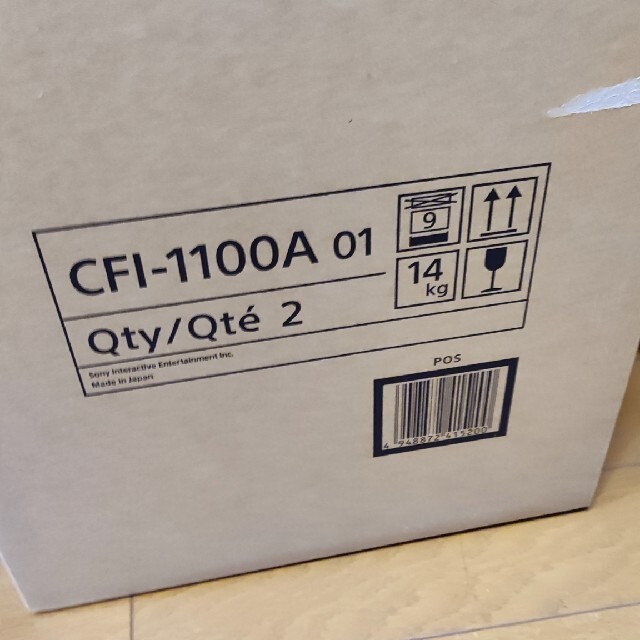 CFI-1100A 01
9
14
kg
Qty/Qté 2
Sony Interactive Entertainment Inc.
Made in Japan
POS
4 948872 415200